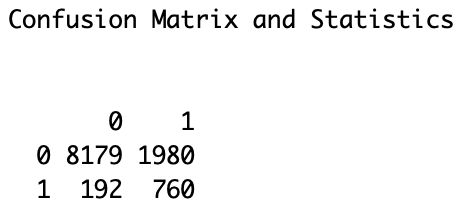 Confusion Matrix and Statistics
0 1
0 8179 1980
1 192 760